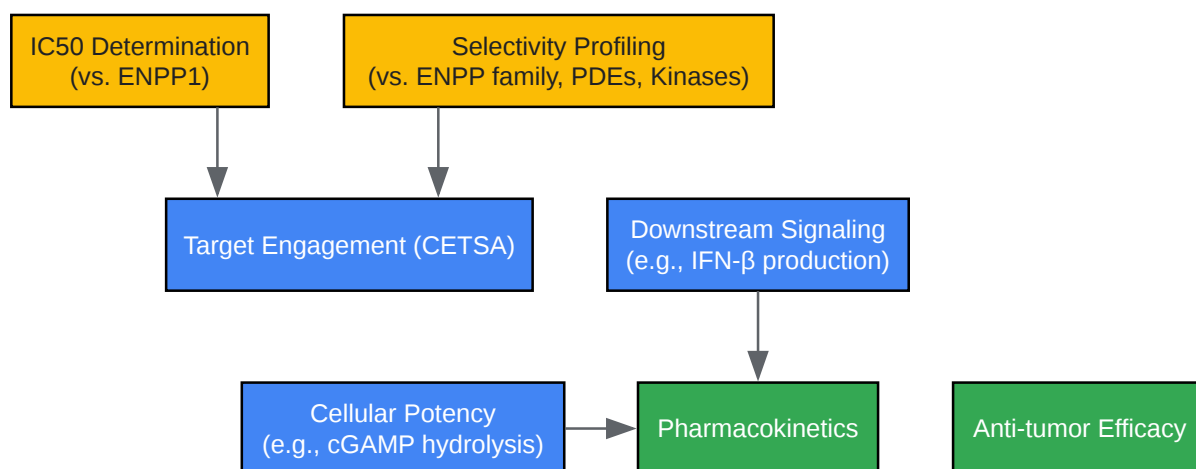 IC50 Determination
(vs. ENPP1)
Selectivity Profiling
(vs. ENPP family, PDEs, Kinases)
Target Engagement (CETSA)
Downstream Signaling
(e.g., IFN-β production)
Cellular Potency
(e.g., cGAMP hydrolysis)
Pharmacokinetics
Anti-tumor Efficacy